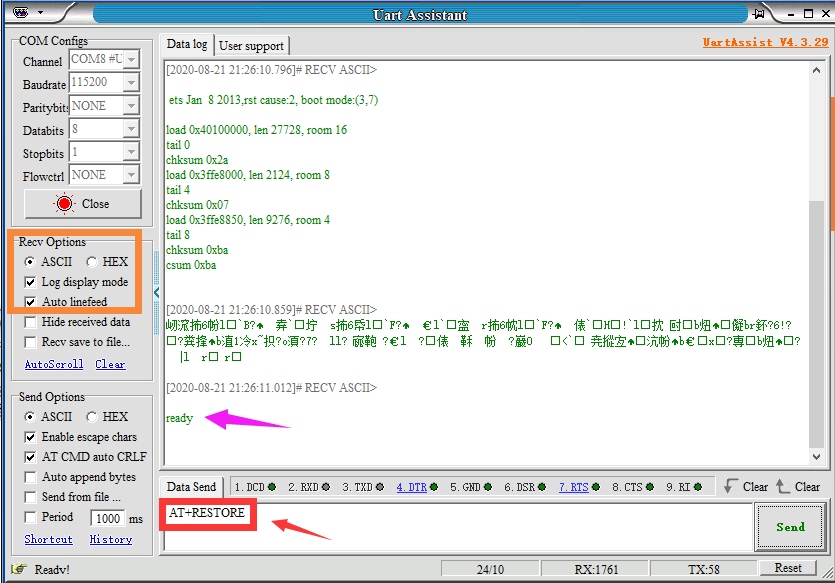 Uart Assistant
COM Configs
Channel COM8 #U
Baudrate 115200
Paritybits NONE
Databits 8
Stopbits 1
Flowctrl NONE
Close
Recv Options
ASCII HEX
Log display mode
Auto linefeed
Hide received data
Recv save to file...
AutoScroll Clear
Send Options
ASCII HEX
Enable escape chars
AT CMD auto CRLF
Auto append bytes
Send from file ...
Period 1000 ms
Shortcut History
Data log User support
UartAssist V4.3.29
[2020-08-21 21:26:10.796]# RECV ASCII>
ets Jan 8 2013,rst cause:2, boot mode:(3,7)
load 0x40100000, len 27728, room 16
tail 0
chksum 0x2a
load 0x3ffe8000, len 2124, room 8
tail 4
chksum 0x07
load 0x3ffe8850, len 9276, room 4
tail 8
chksum 0xba
csum 0xba
[2020-08-21 21:26:10.859]# RECV ASCII>
[2020-08-21 21:26:11.012]# RECV ASCII>
ready
Data Send 1.DCD 2.RXD 3.TXD 4.DTR 5.GND 6.DSR 7.RTS 8.CTS 9.RI Clear Clear
AT+RESTORE
Send
Ready! 24/10 RX:1761 TX:58 Reset